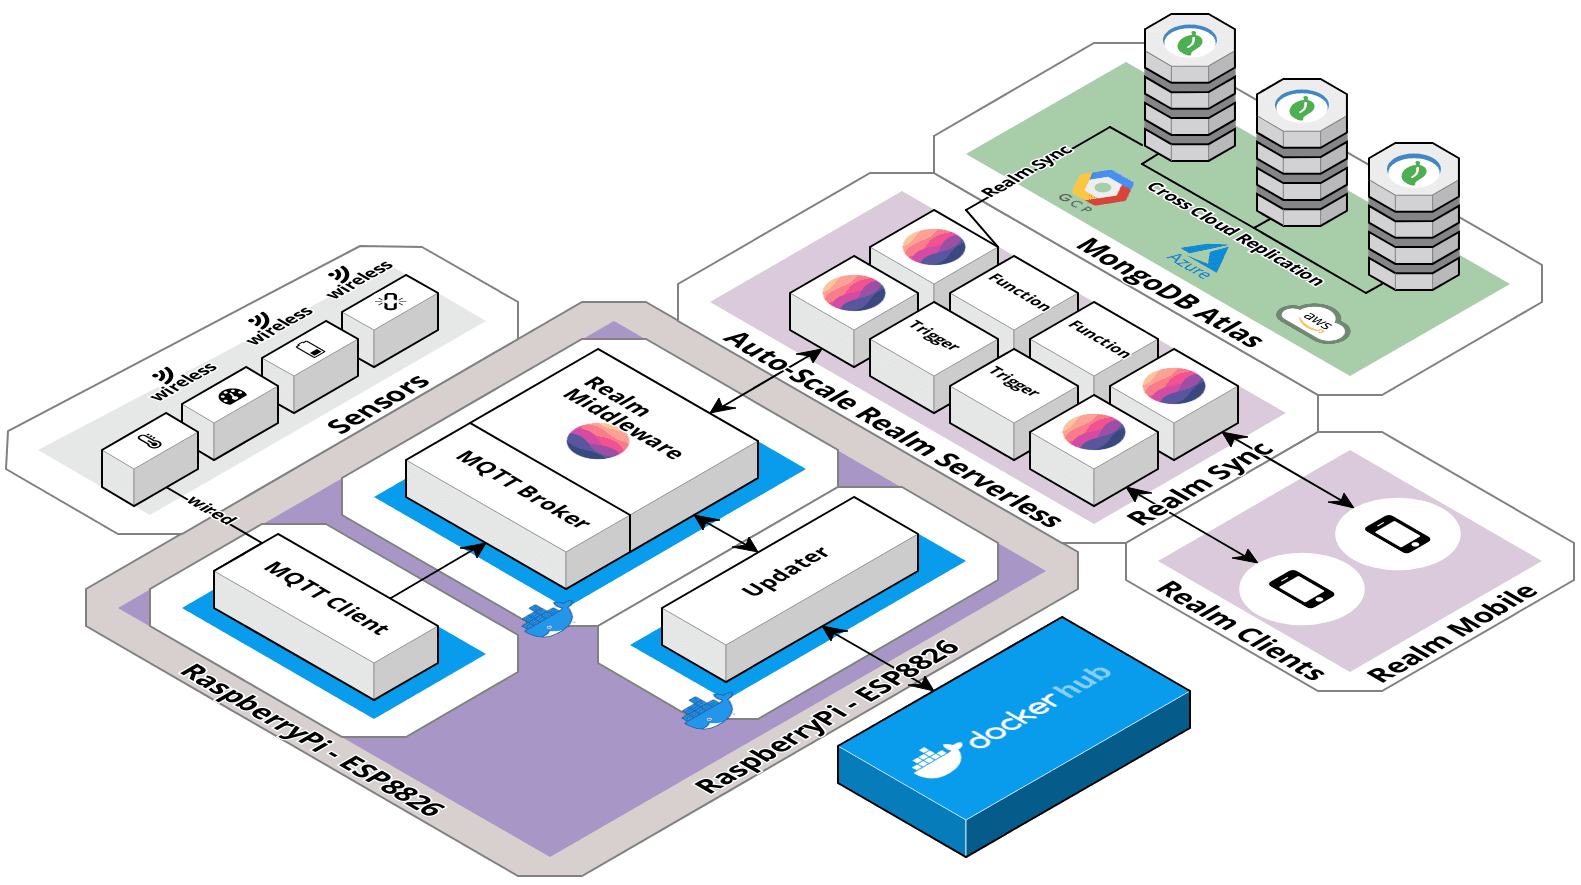 Realm Sync
GCP
Cross Cloud Replication
Azure
aws
MongoDB Atlas
Function
Function
Trigger
Trigger
Auto-Scale Realm Serverless
wireless
wireless
wireless
Sensors
wired
Realm
Middleware
MQTT Broker
MQTT Client
Updater
Realm Sync
Realm Clients
Realm Mobile
RaspberryPi - ESP8826
RaspberryPi - ESP8826
docker hub